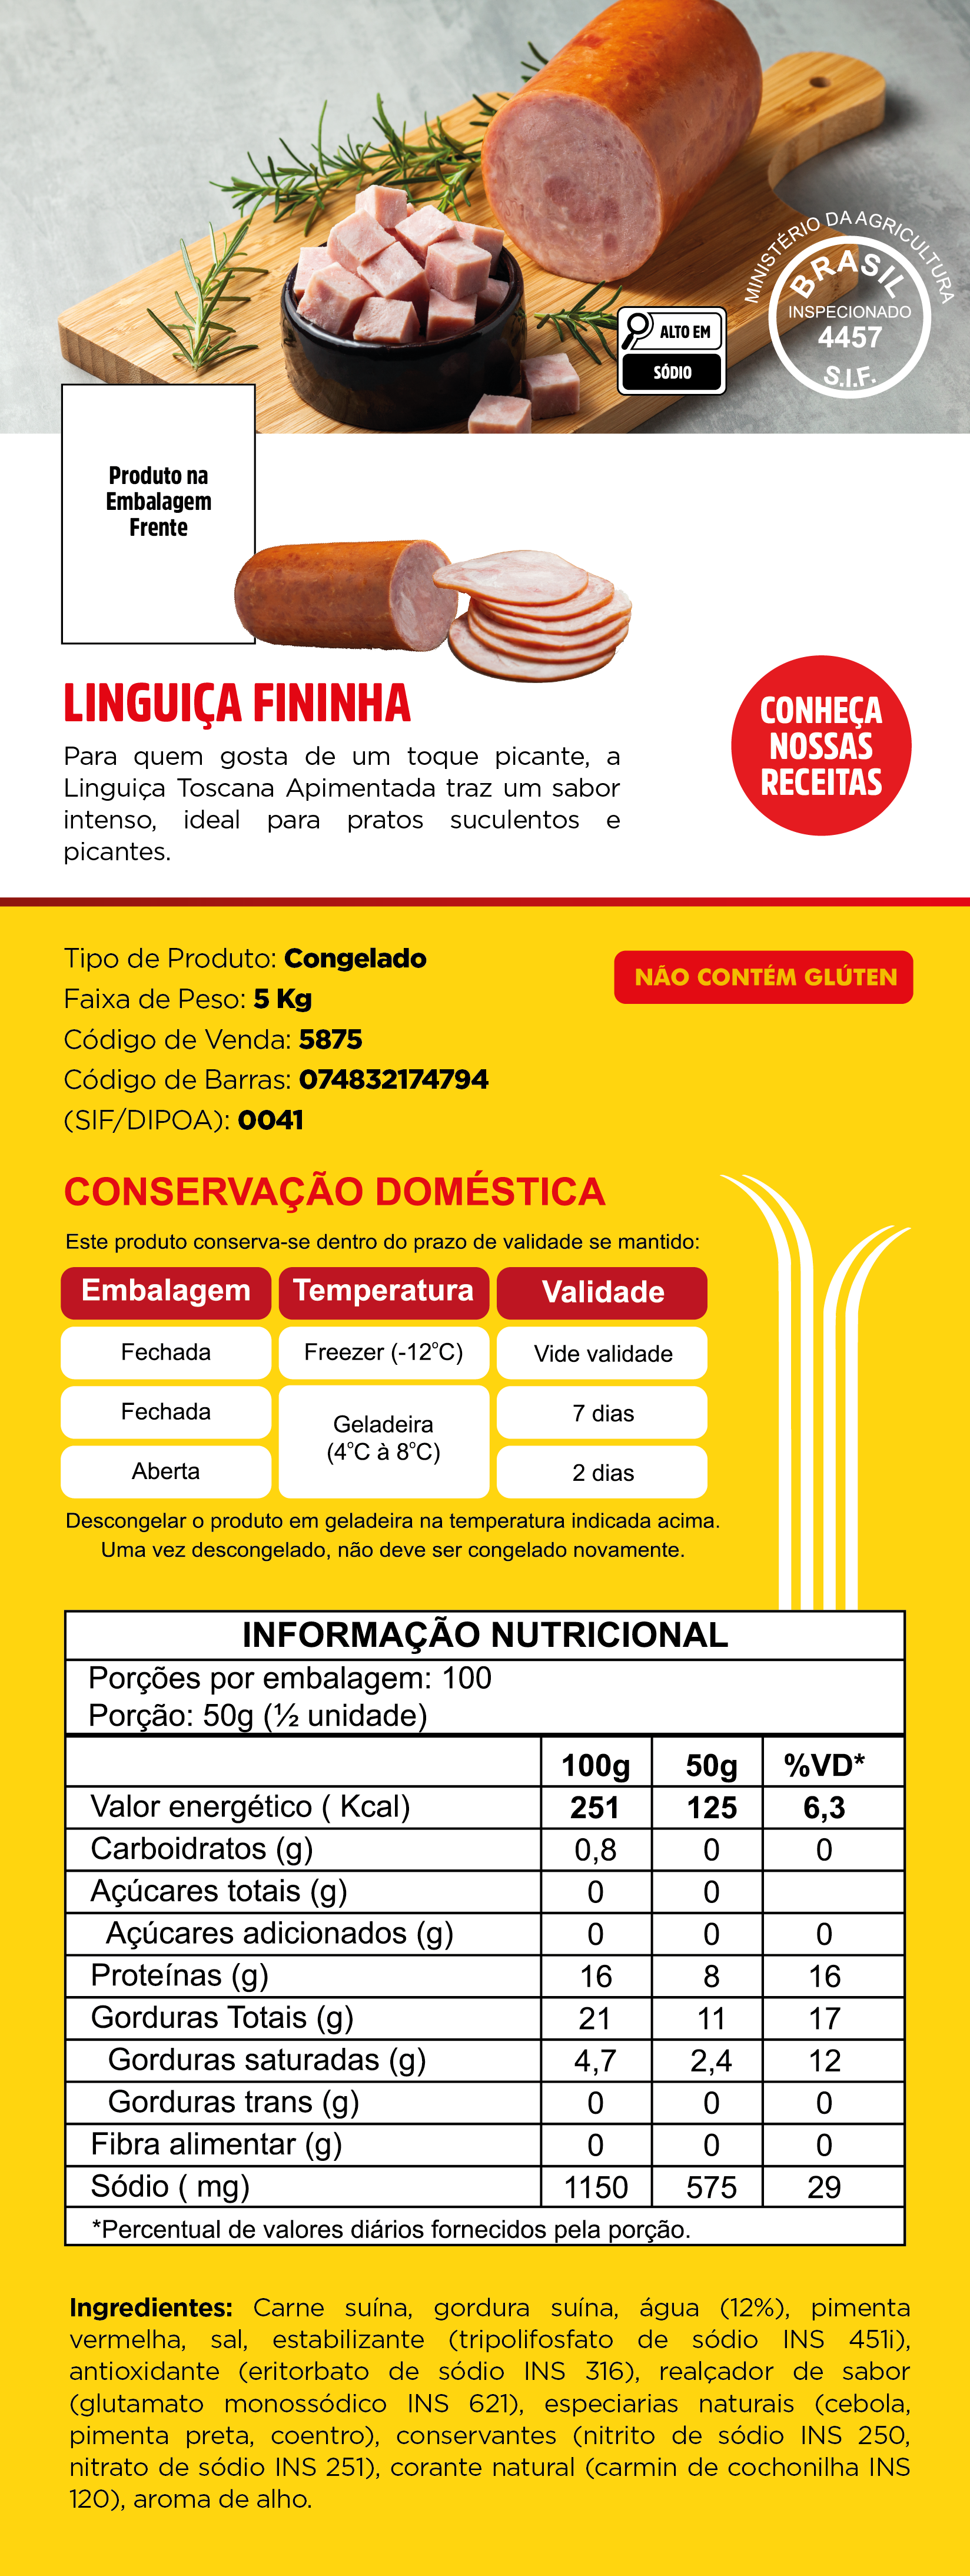 MINISTÉRIO DA AGRICULTURA
BRASIL
INSPECIONADO
4457
S.I.F.
ALTO EM
SÓDIO
Produto na
Embalagem
Frente
LINGUIÇA FININHA
Para quem gosta de um toque picante, a
Linguiça Toscana Apimentada traz um sabor
intenso, ideal para pratos suculentos e
picantes.
CONHEÇA
NOSSAS
RECEITAS
Tipo de Produto: Congelado
Faixa de Peso: 5 Kg
Código de Venda: 5875
Código de Barras: 074832174794
(SIF/DIPOA): 0041
NÃO CONTÉM GLÚTEN
CONSERVAÇÃO DOMÉSTICA
Este produto conserva-se dentro do prazo de validade se mantido:
Embalagem Temperatura Validade
Fechada Freezer (-12ºC) Vide validade
Fechada 7 dias
Geladeira
(4ºC à 8ºC)
Aberta 2 dias
Descongelar o produto em geladeira na temperatura indicada acima.
Uma vez descongelado, não deve ser congelado novamente.
INFORMAÇÃO NUTRICIONAL
Porções por embalagem: 100
Porção: 50g (½ unidade)
100g 50g %VD*
Valor energético ( Kcal) 251 125 6,3
Carboidratos (g) 0,8 0 0
Açúcares totais (g) 0 0
Açúcares adicionados (g) 0 0 0
Proteínas (g) 16 8 16
Gorduras Totais (g) 21 11 17
Gorduras saturadas (g) 4,7 2,4 12
Gorduras trans (g) 0 0 0
Fibra alimentar (g) 0 0 0
Sódio ( mg) 1150 575 29
*Percentual de valores diários fornecidos pela porção.
Ingredientes: Carne suína, gordura suína, água (12%), pimenta
vermelha, sal, estabilizante (tripolifosfato de sódio INS 451i),
antioxidante (eritorbato de sódio INS 316), realçador de sabor
(glutamato monossódico INS 621), especiarias naturais (cebola,
pimenta preta, coentro), conservantes (nitrito de sódio INS 250,
nitrato de sódio INS 251), corante natural (carmin de cochonilha INS
120), aroma de alho.